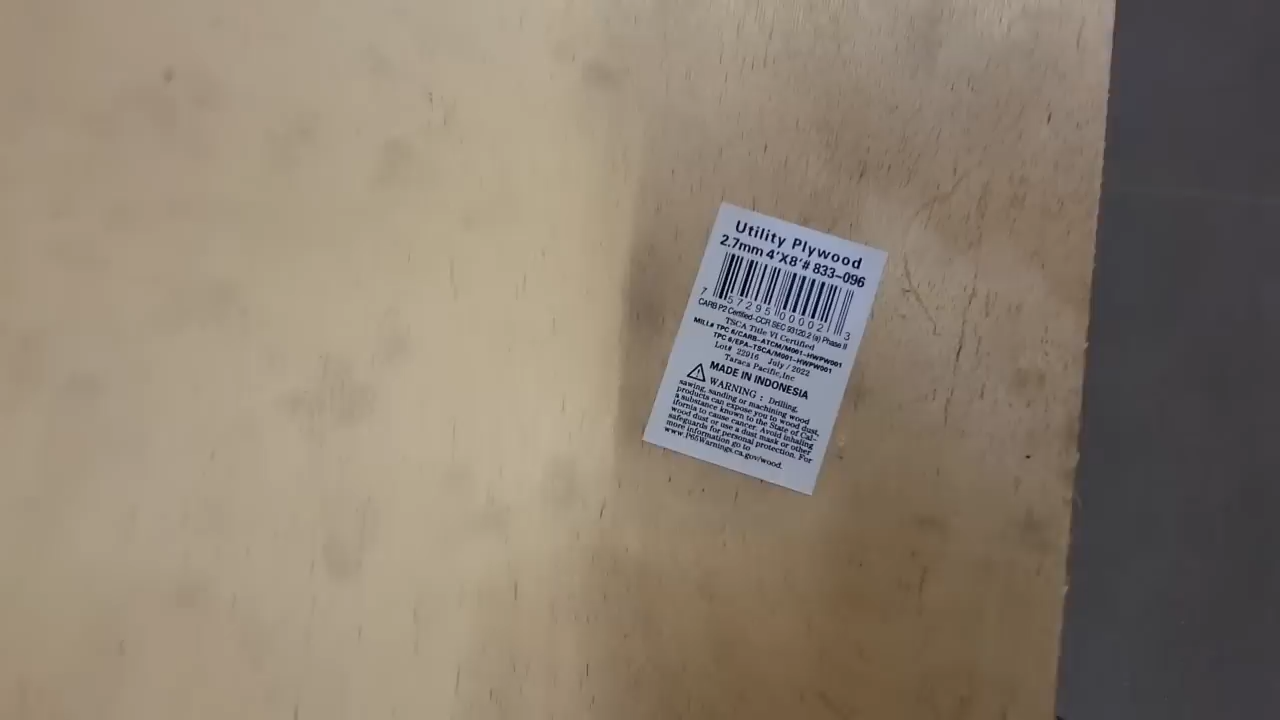 Utility Plywood
2.7mm 4'X8'# 833-096
7 57295 00002 3
CARB P2 Certified-CCR SEC 93120.2 (a) Phase II
TSCA Title VI Certified
MILL# TPC 6/CARB-ATCM/M001-HWPW001
TPC 6/EPA-TSCA/M001-HWPW001
Lot# 22916 July / 2022
Taraca Pacific,Inc
MADE IN INDONESIA
WARNING : Drilling,
sawing, sanding or machining wood
products can expose you to wood dust,
a substance known to the State of Cal-
ifornia to cause cancer. Avoid inhaling
wood dust or use a dust mask or other
safeguards for personal protection. For
more information go to
www.P65Warnings.ca.gov/wood.